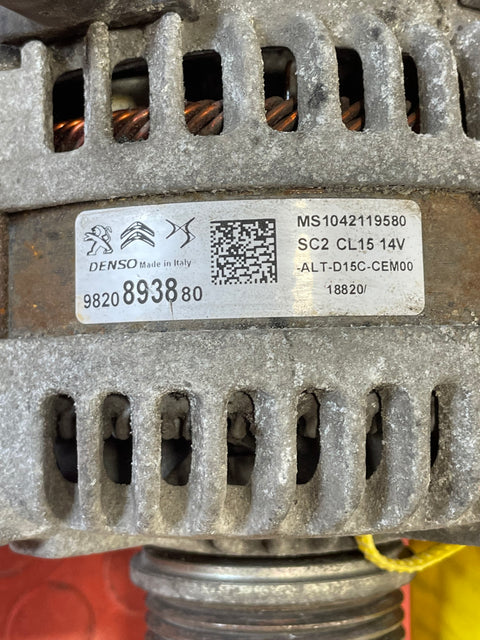 DENSO Made in Italy
9820893880
MS1042119580
SC2 CL15 14V
-ALT-D15C-CEM00
18820/